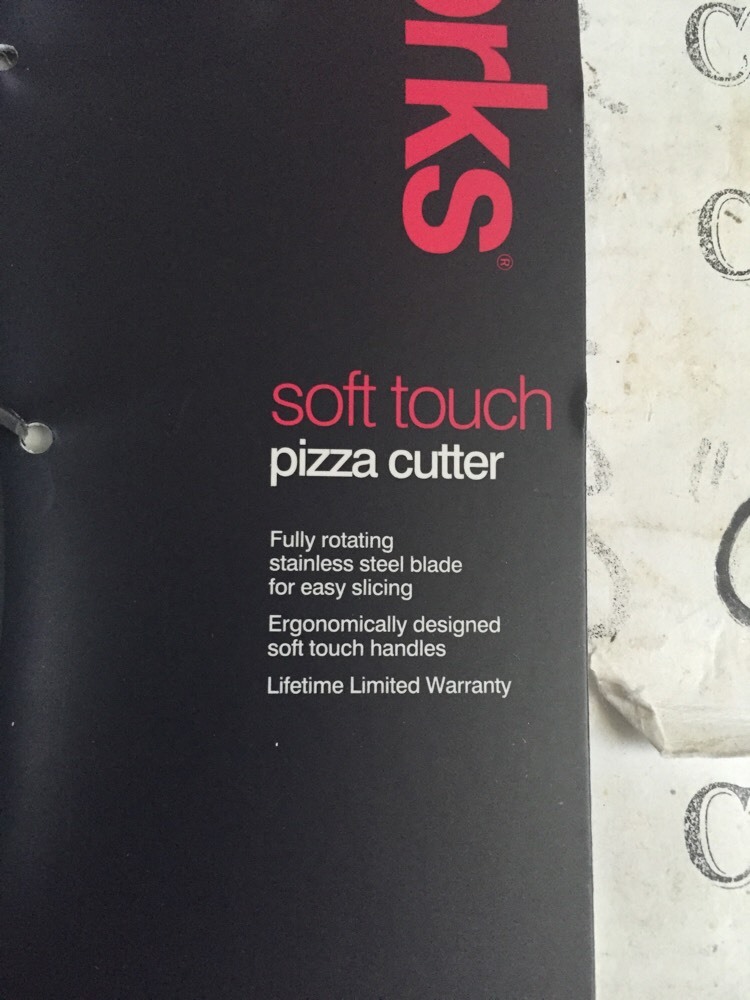 orks®
soft touch
pizza cutter
Fully rotating
stainless steel blade
for easy slicing
Ergonomically designed
soft touch handles
Lifetime Limited Warranty
C
C
C